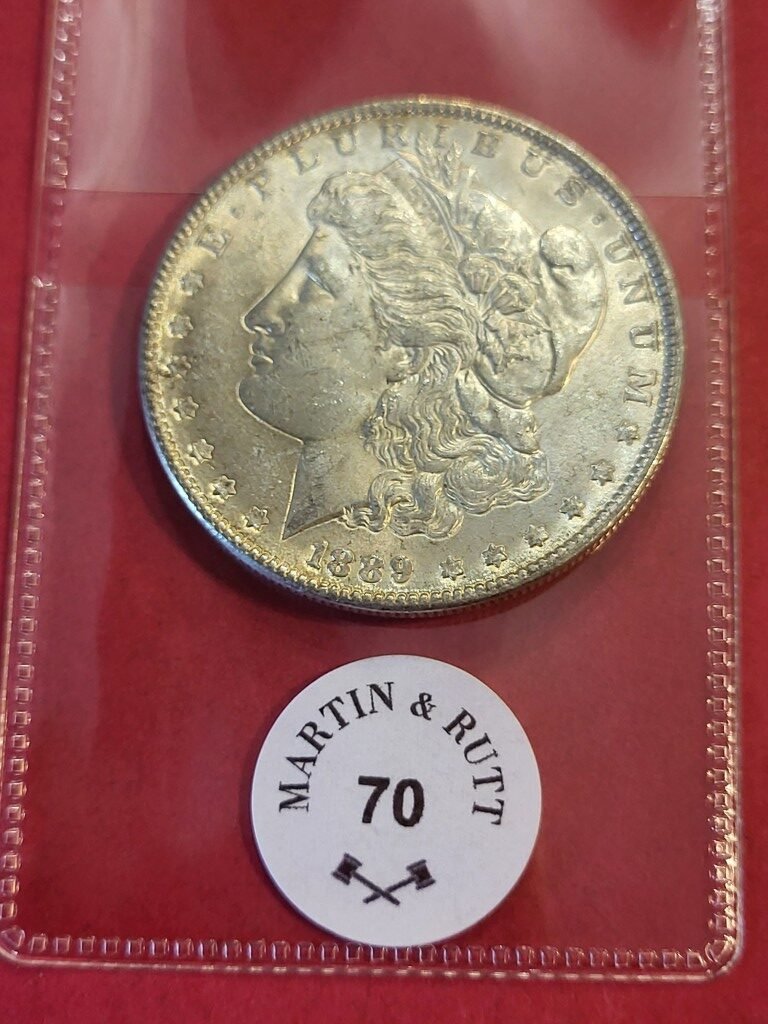 E · PLURIBUS · UNUM
1889
MARTIN & RUTT
70